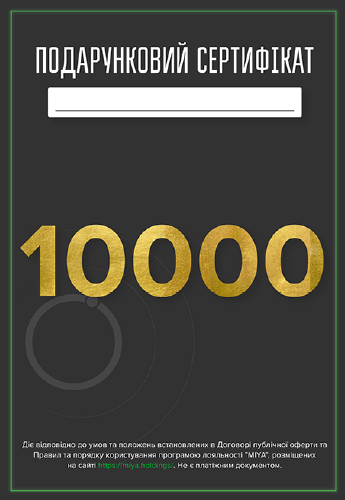 ПОДАРУНКОВИЙ СЕРТИФІКАТ
10000
Діє відповідно до умов та положень встановлених в Договорі публічної оферти та
Правил та порядку користування програмою лояльності "MIYA", розміщених
на сайті https://miya.holdings/. Не є платіжним документом.